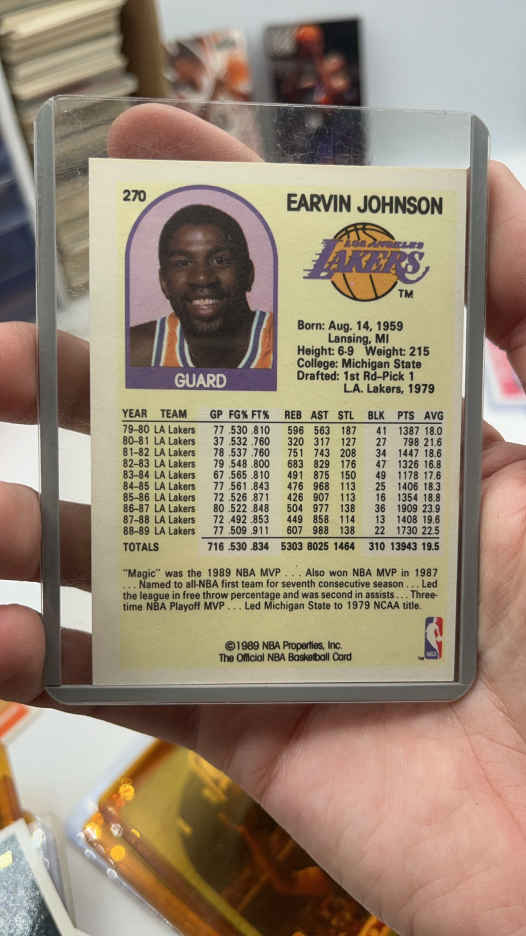 270
EARVIN JOHNSON
LOS ANGELES
LAKERS
TM
GUARD
Born: Aug. 14, 1959
Lansing, MI
Height: 6-9 Weight: 215
College: Michigan State
Drafted: 1st Rd–Pick 1
L.A. Lakers, 1979
YEAR TEAM GP FG% FT% REB AST STL BLK PTS AVG
79-80 LA Lakers 77 .530 .810 596 563 187 41 1387 18.0
80-81 LA Lakers 37 .532 .760 320 317 127 27 798 21.6
81-82 LA Lakers 78 .537 .760 751 743 208 34 1447 18.6
82-83 LA Lakers 79 .548 .800 683 829 176 47 1326 16.8
83-84 LA Lakers 67 .565 .810 491 875 150 49 1178 17.6
84-85 LA Lakers 77 .561 .843 476 968 113 25 1406 18.3
85-86 LA Lakers 72 .526 .871 426 907 113 16 1354 18.8
86-87 LA Lakers 80 .522 .848 504 977 138 36 1909 23.9
87-88 LA Lakers 72 .492 .853 449 858 114 13 1408 19.6
88-89 LA Lakers 77 .509 .911 607 988 138 22 1730 22.5
TOTALS 716 .530 .834 5303 8025 1464 310 13943 19.5
"Magic" was the 1989 NBA MVP . . . Also won NBA MVP in 1987
. . . Named to all-NBA first team for seventh consecutive season . . . Led
the league in free throw percentage and was second in assists . . . Three-
time NBA Playoff MVP . . . Led Michigan State to 1979 NCAA title.
©1989 NBA Properties, Inc.
The Official NBA Basketball Card
TM
NBA